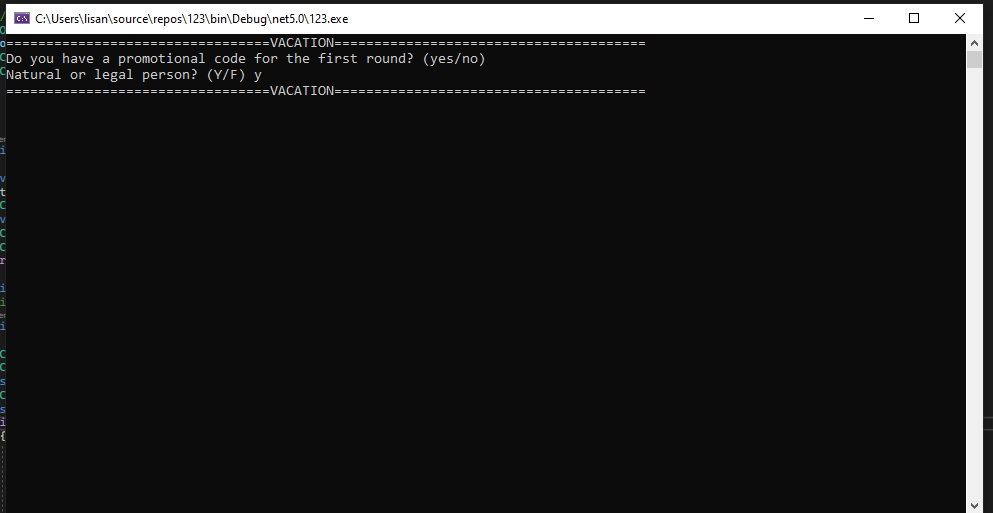 C:\Users\lisan\source\repos\123\bin\Debug\net5.0\123.exe
=================================VACATION=======================================
Do you have a promotional code for the first round? (yes/no)
Natural or legal person? (Y/F) y
=================================VACATION=======================================